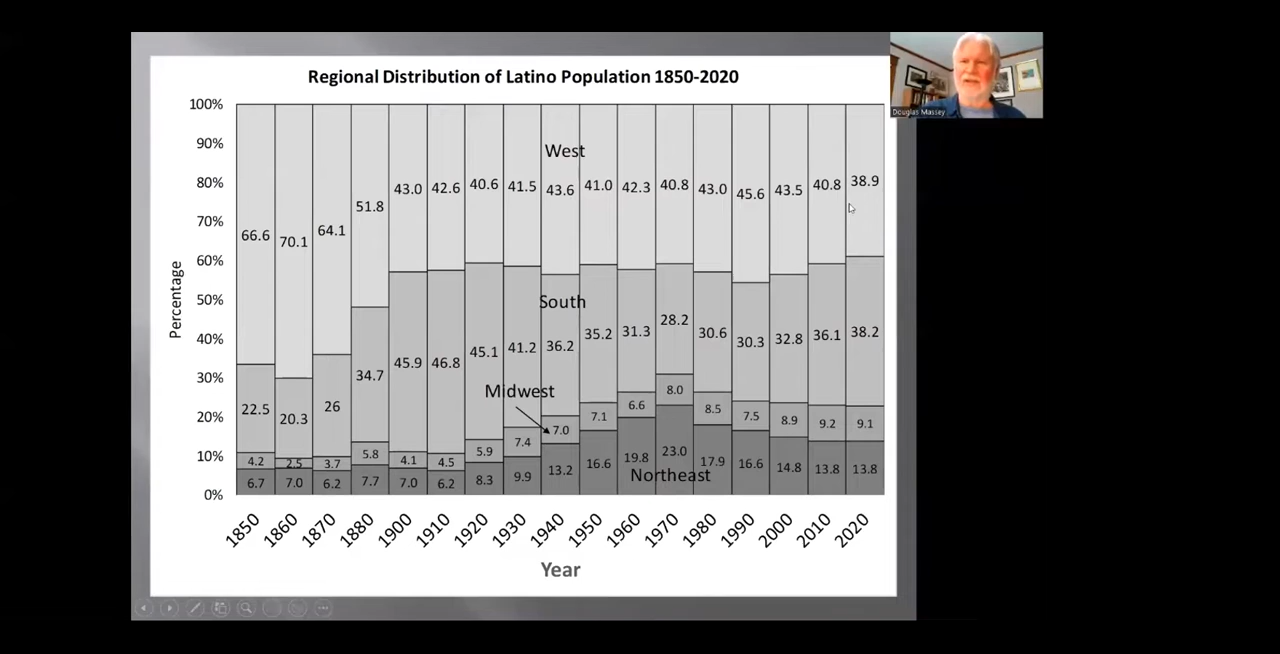 Regional Distribution of Latino Population 1850-2020
Douglas Massey
100%
90%
80%
70%
60%
50%
40%
30%
20%
10%
0%
Percentage
West
66.6 70.1 64.1 51.8 43.0 42.6 40.6 41.5 43.6 41.0 42.3 40.8 43.0 45.6 43.5 40.8 38.9
South
22.5 20.3 26 34.7 45.9 46.8 45.1 41.2 36.2 35.2 31.3 28.2 30.6 30.3 32.8 36.1 38.2
Midwest
4.2 2.5 3.7 5.8 4.1 4.5 5.9 7.4 7.0 7.1 6.6 8.0 8.5 7.5 8.9 9.2 9.1
6.7 7.0 6.2 7.7 7.0 6.2 8.3 9.9 13.2 16.6 19.8 23.0 17.9 16.6 14.8 13.8 13.8
Northeast
1850 1860 1870 1880 1900 1910 1920 1930 1940 1950 1960 1970 1980 1990 2000 2010 2020
Year